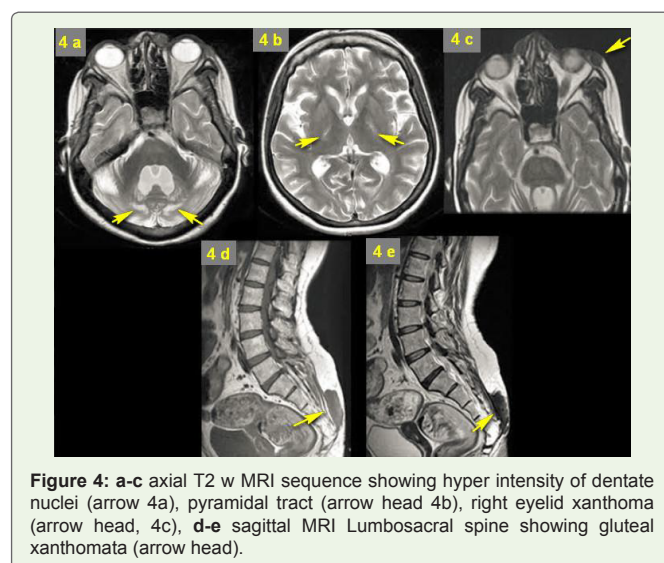 4 a
4 b
4 c
4 d
4 e
Figure 4: a-c axial T2 w MRI sequence showing hyper intensity of dentate
nuclei (arrow 4a), pyramidal tract (arrow head 4b), right eyelid xanthoma
(arrow head, 4c), d-e sagittal MRI Lumbosacral spine showing gluteal
xanthomata (arrow head).